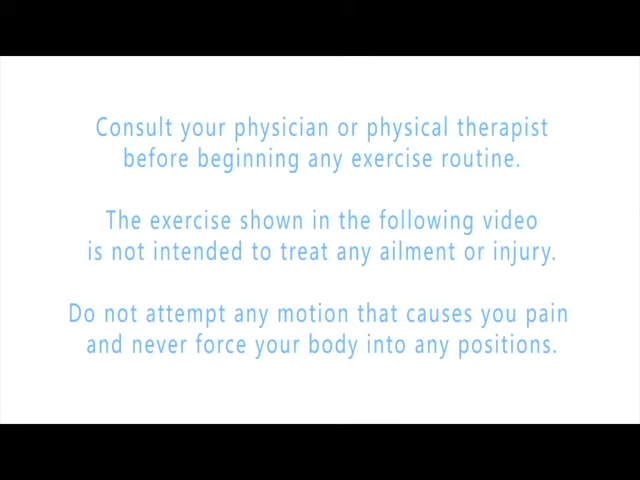 Consult your physician or physical therapist
before beginning any exercise routine.
The exercise shown in the following video
is not intended to treat any ailment or injury.
Do not attempt any motion that causes you pain
and never force your body into any positions.